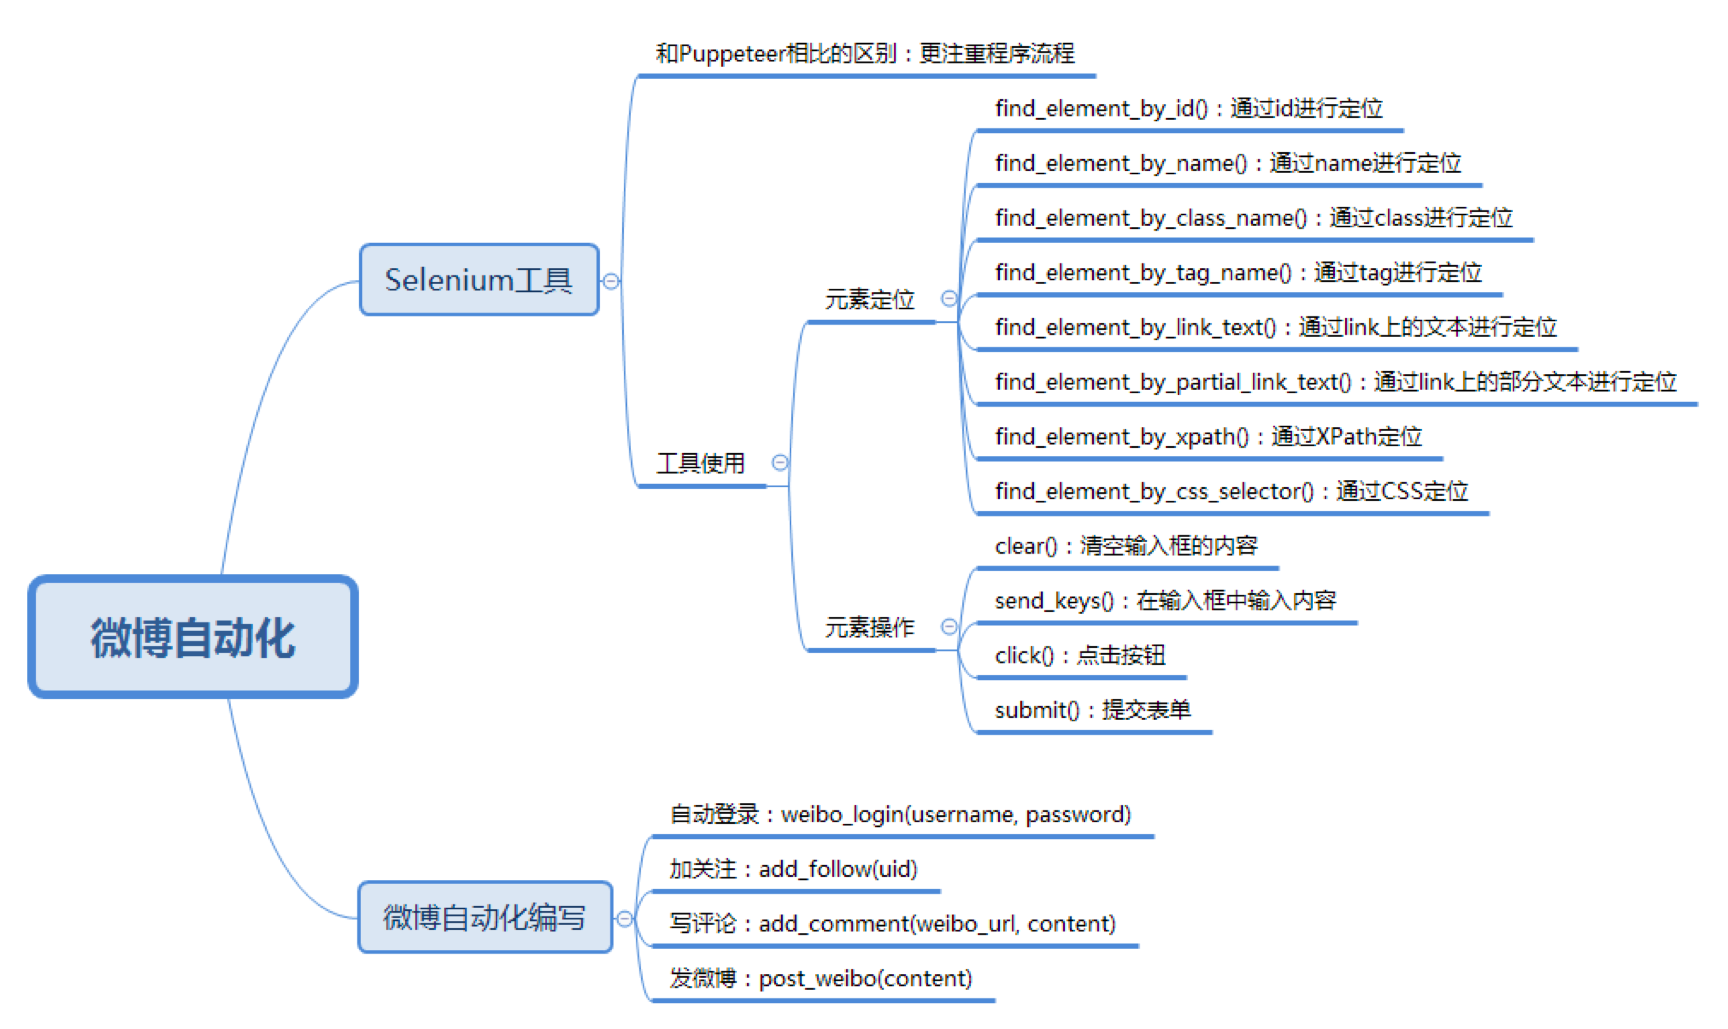 和Puppeteer相比的区别：更注重程序流程
find_element_by_id()：通过id进行定位
find_element_by_name()：通过name进行定位
find_element_by_class_name()：通过class进行定位
Selenium工具
find_element_by_tag_name()：通过tag进行定位
元素定位
find_element_by_link_text()：通过link上的文本进行定位
find_element_by_partial_link_text()：通过link上的部分文本进行定位
find_element_by_xpath()：通过XPath定位
工具使用
find_element_by_css_selector()：通过CSS定位
clear()：清空输入框的内容
send_keys()：在输入框中输入内容
元素操作
click()：点击按钮
submit()：提交表单
微博自动化
自动登录：weibo_login(username, password)
加关注：add_follow(uid)
微博自动化编写
写评论：add_comment(weibo_url, content)
发微博：post_weibo(content)